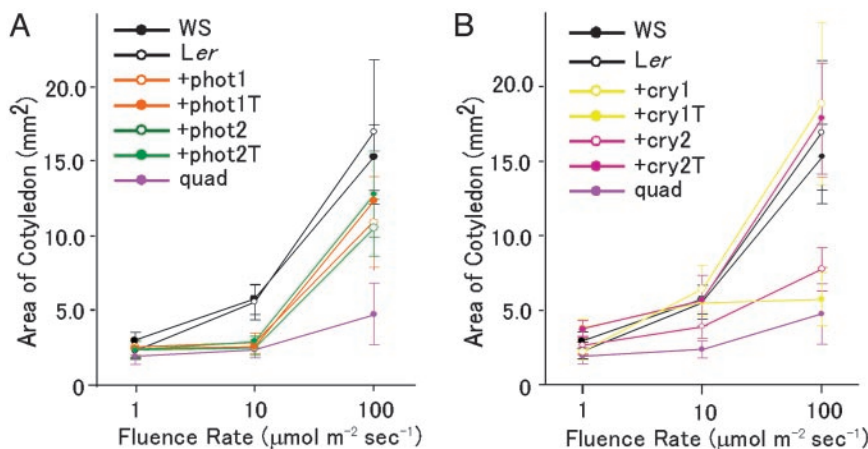 A
WS
Ler
+phot1
+phot1T
+phot2
+phot2T
quad
20.0
15.0
10.0
5.0
0
Area of Cotyledon (mm²)
1 10 100
Fluence Rate (μmol m⁻² sec⁻¹)
B
WS
Ler
+cry1
+cry1T
+cry2
+cry2T
quad
20.0
15.0
10.0
5.0
0
Area of Cotyledon (mm²)
1 10 100
Fluence Rate (μmol m⁻² sec⁻¹)